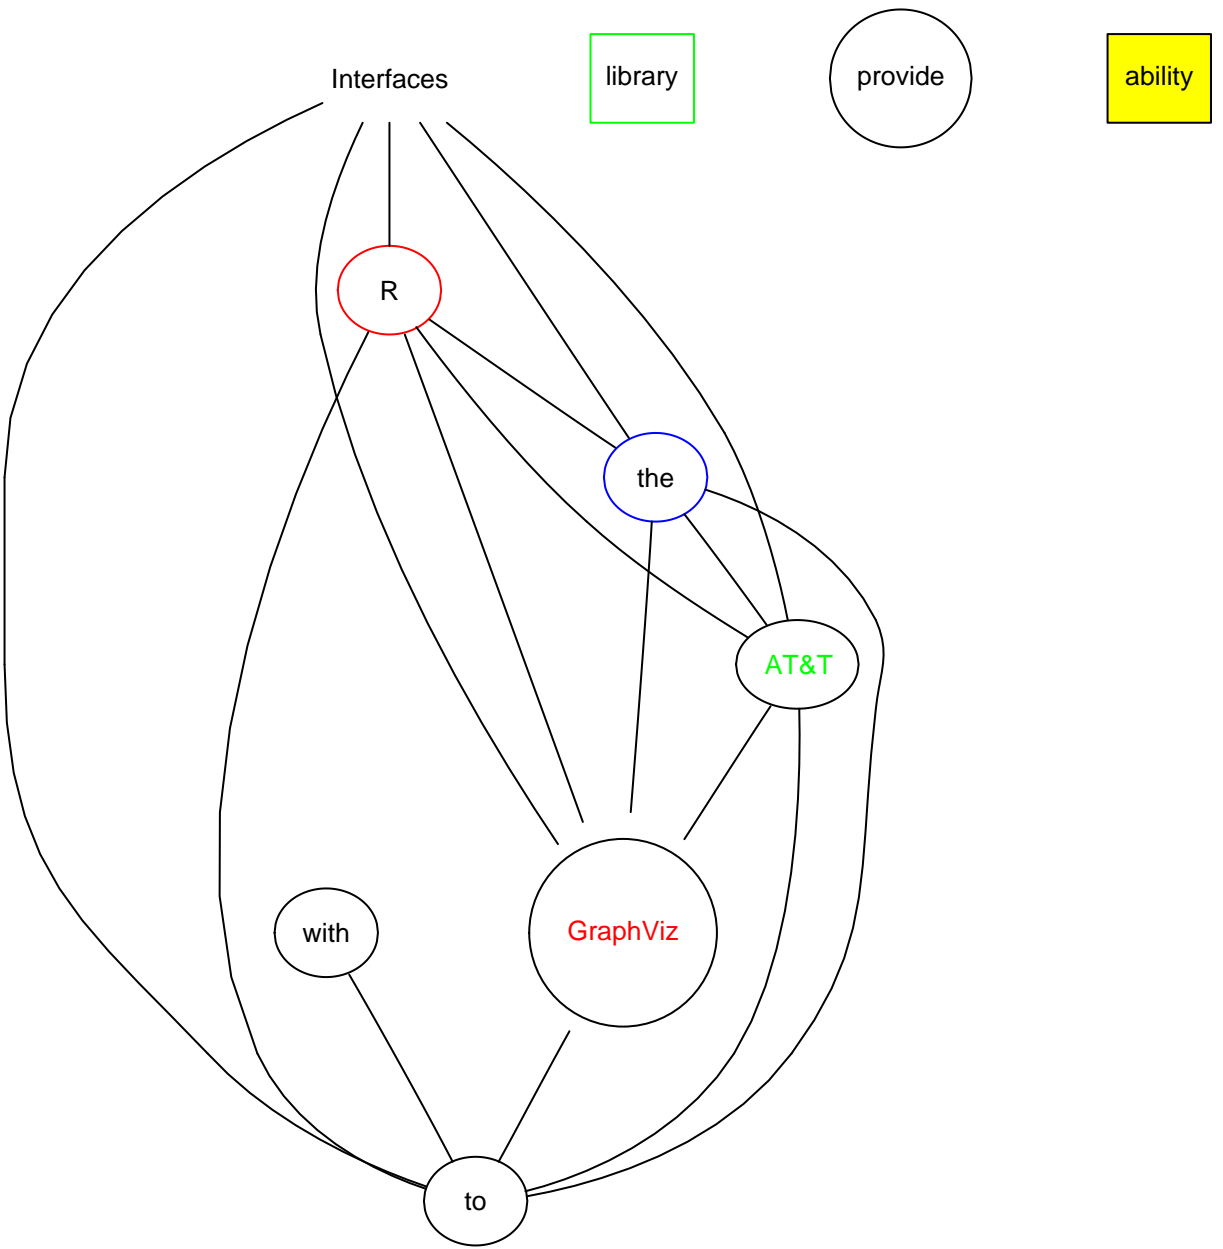 Interfaces
library
provide
ability
R
the
AT&T
with
GraphViz
to